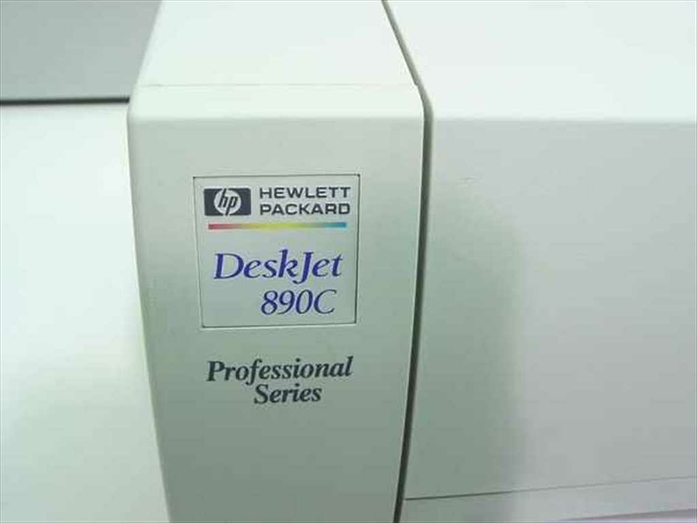 hp HEWLETT
PACKARD
DeskJet
890C
Professional
Series